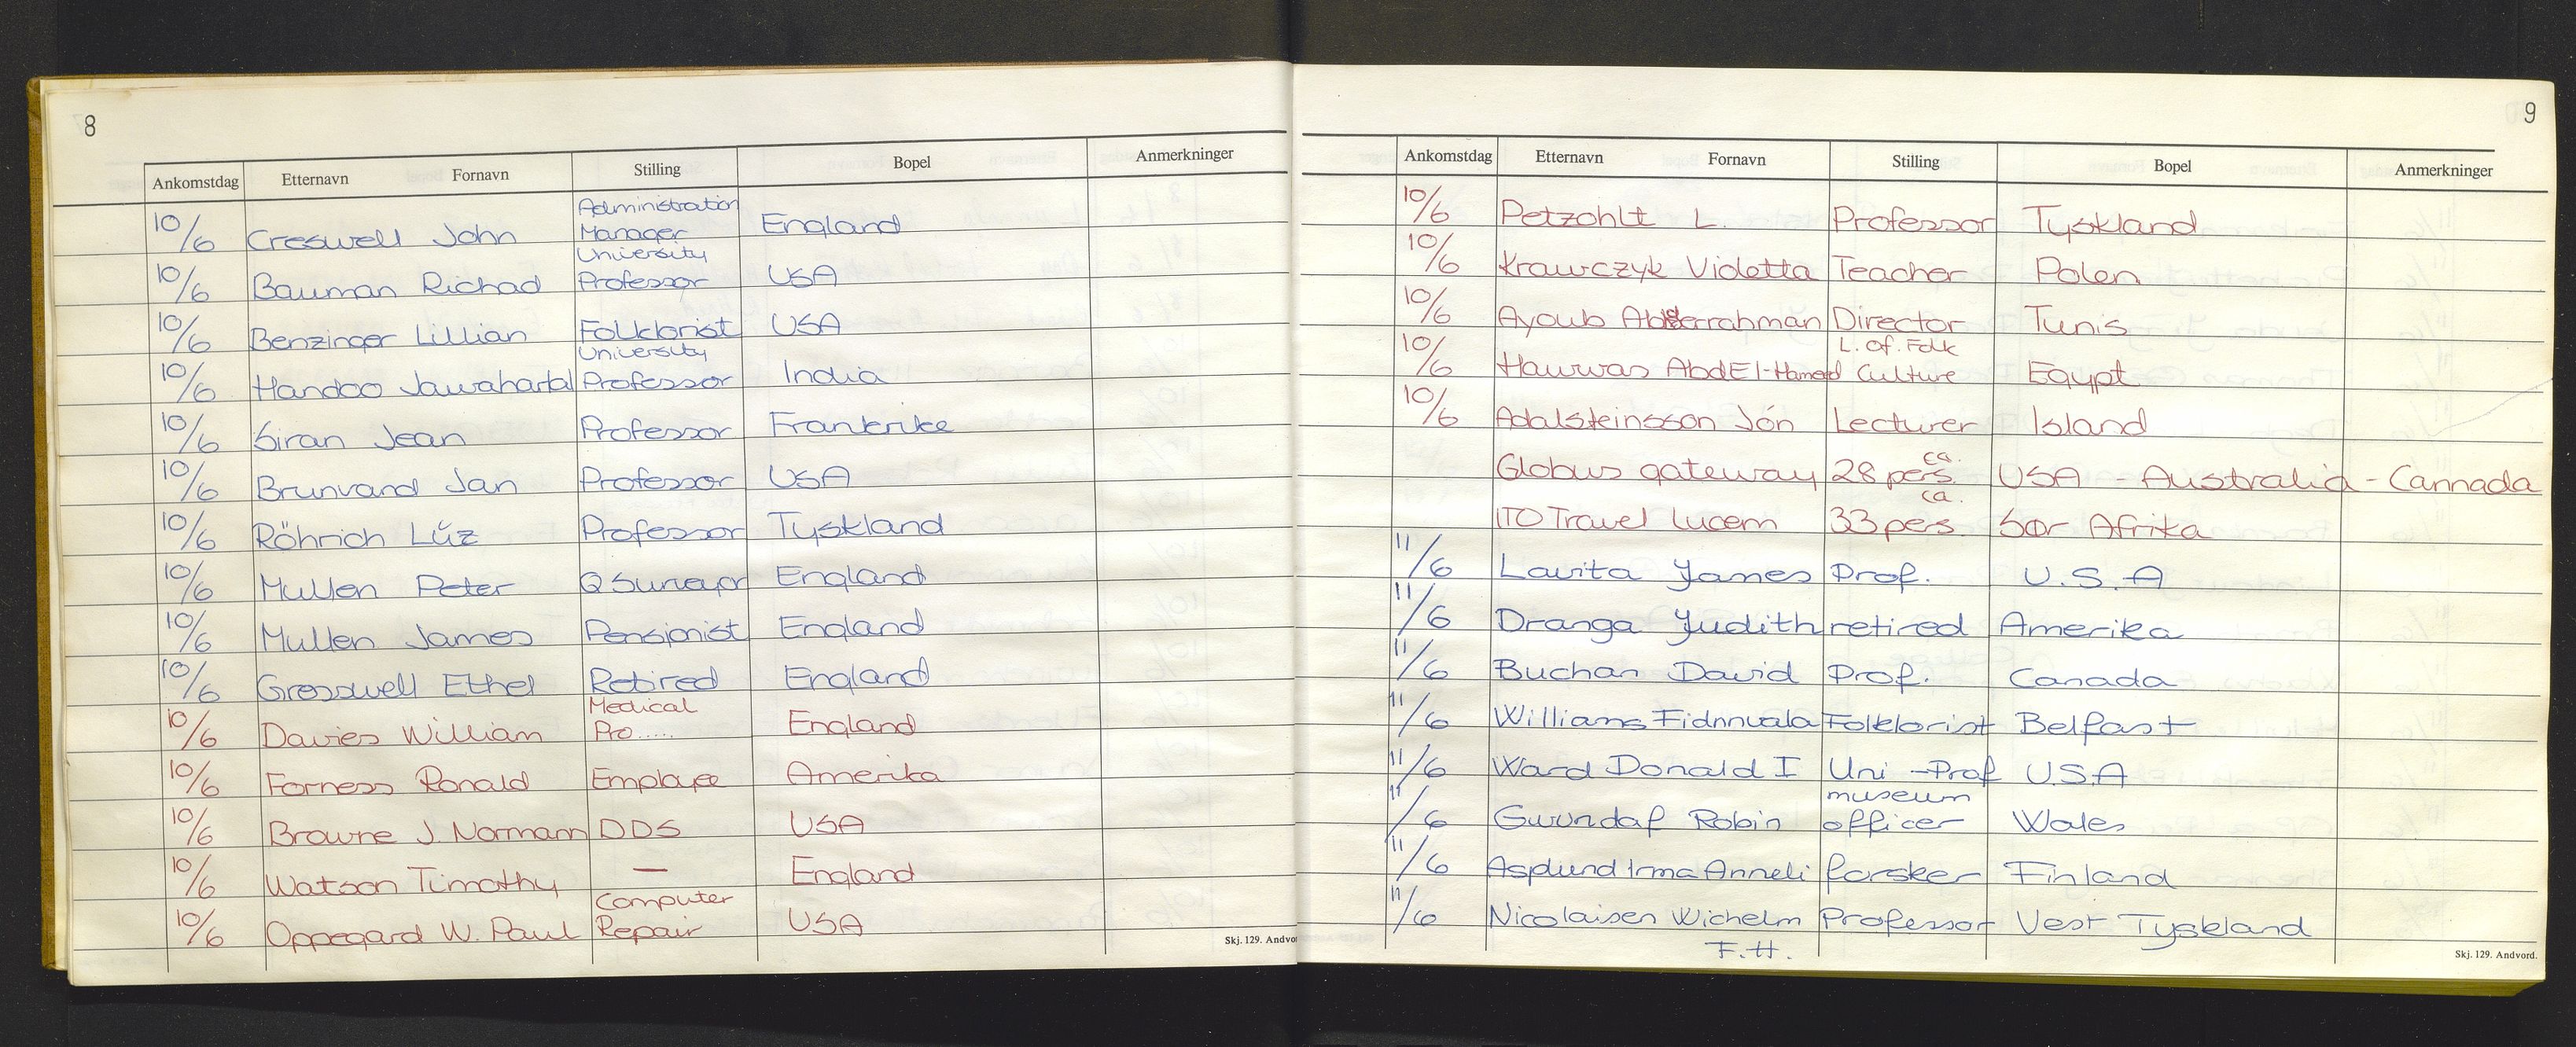 8
Ankomstdag Etternavn Fornavn Stilling Bopel Anmerkninger
10/6 Creswell John Administration Manager England
10/6 Bauman Richad University Professor USA
10/6 Benzinger Lillian Folklorist USA
10/6 Handoo Jawaharlal University Professor India
10/6 Siran Jean Professor Frankrike
10/6 Brunvand Jan Professor USA
10/6 Röhrich Lúz Professor Tyskland
10/6 Mullen Peter Q England
10/6 Mullen James Pensjonist England
10/6 Gresswell Ethel Retired England
10/6 Davies William Medical Pro..... England
10/6 Forness Ronald Employee Amerika
10/6 Browne J. Normann DDS USA
10/6 Watson Timothy — England
10/6 Oppegard W. Paul Computer Repair USA
Skj. 129. Andvo
9
Ankomstdag Etternavn Fornavn Stilling Bopel Anmerkninger
10/6 Petzohlt L. Professor Tyskland
10/6 Krawczyk Videtta Teacher Polen
10/6 Ayoub Abderrahman Director Tunis
10/6 Hawwas AbdEl-Hamed L. of. Folk Culture Egypt
10/6 Adalsteinsson Jón Lecturer Island
Globus gateway ca. 28 pers. USA - Australia - Cannada
ITO Travel Lucern ca. 33 pers. Sør Afrika
11/6 Lavita James Prof. U.S.A
11/6 Dranga Judith retired Amerika
11/6 Buchan David Prof. Canada
11/6 Williams Fidnnuala Folklorist Belfast
11/6 Ward Donald I Uni-Prof U.S.A
11/6 Gwyndaf Robin museum officer Wales
11/6 Asplund Irma Anneli forsker Finland
11/6 Nicolaisen Wichelm Professor Vest Tyskland
F.H.
Skj. 129. Andvord.